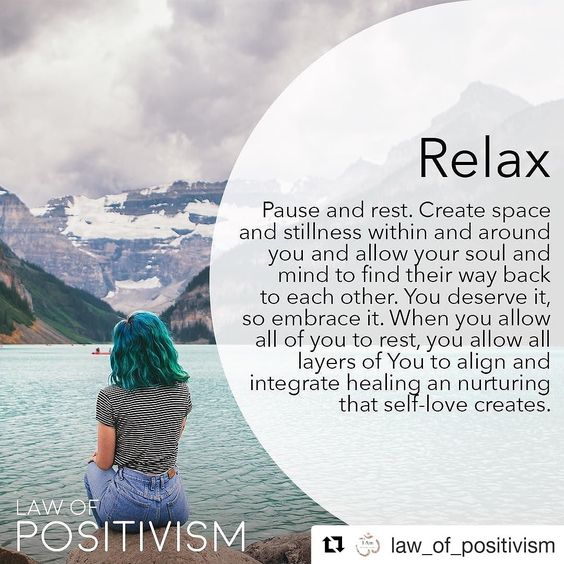 Relax
Pause and rest. Create space
and stillness within and around
you and allow your soul and
mind to find their way back
to each other. You deserve it,
so embrace it. When you allow
all of you to rest, you allow all
layers of You to align and
integrate healing an nurturing
that self-love creates.
LAW OF
POSITIVISM
law_of_positivism